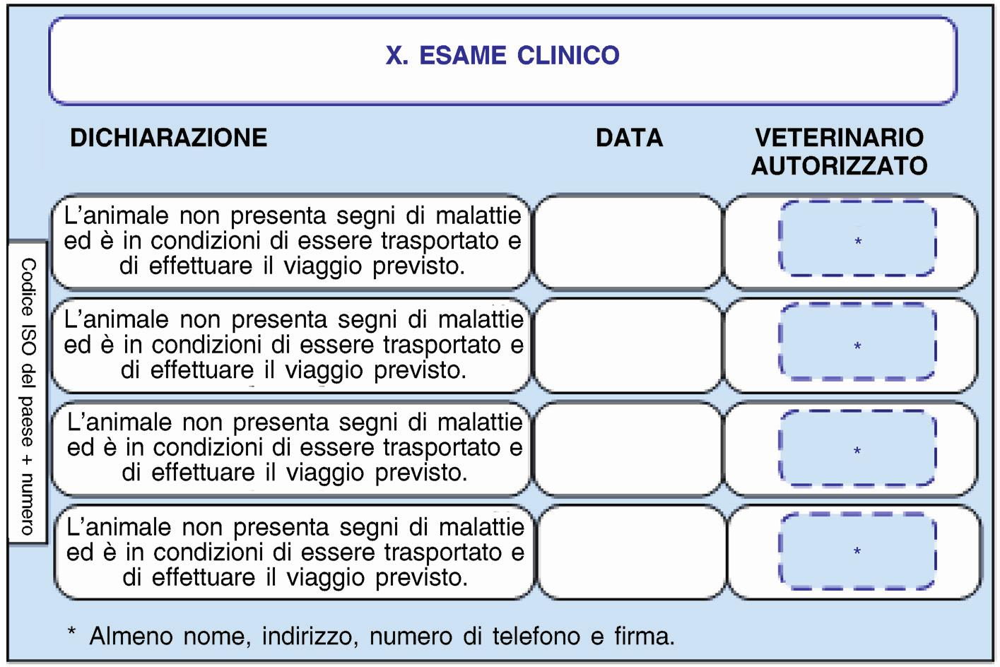 X. ESAME CLINICO
DICHIARAZIONE
DATA
VETERINARIO
AUTORIZZATO
L'animale non presenta segni di malattie
ed è in condizioni di essere trasportato e
di effettuare il viaggio previsto.
*
L'animale non presenta segni di malattie
ed è in condizioni di essere trasportato e
di effettuare il viaggio previsto.
*
L'animale non presenta segni di malattie
ed è in condizioni di essere trasportato e
di effettuare il viaggio previsto.
*
L'animale non presenta segni di malattie
ed è in condizioni di essere trasportato e
di effettuare il viaggio previsto.
*
Codice ISO del paese + numero
* Almeno nome, indirizzo, numero di telefono e firma.